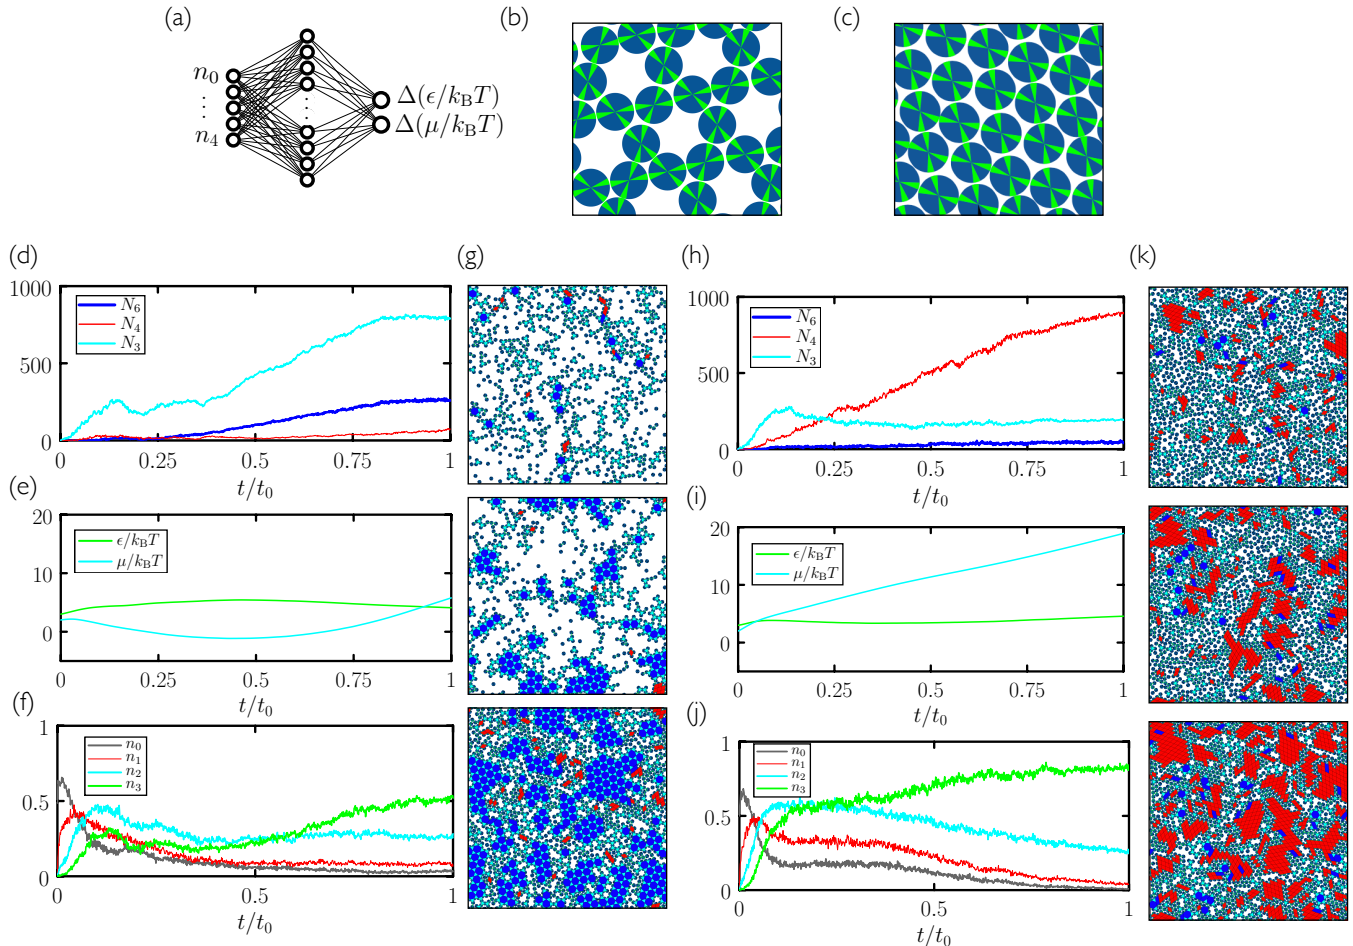 (a)
n0
⋮
n4
⋮
Δ(ϵ/kBT)
Δ(μ/kBT)
(b)
(c)
(d)
1000
500
0
N6
N4
N3
0 0.25 0.5 0.75 1
t/t0
(e)
20
10
0
ϵ/kBT
μ/kBT
0 0.25 0.5 0.75 1
t/t0
(f)
1
0.5
0
n0
n1
n2
n3
0 0.5 1
t/t0
(g)
(h)
1000
500
0
N6
N4
N3
0 0.25 0.5 0.75 1
t/t0
(i)
20
10
0
ϵ/kBT
μ/kBT
0 0.25 0.5 0.75 1
t/t0
(j)
1
0.5
0
n0
n1
n2
n3
0 0.5 1
t/t0
(k)